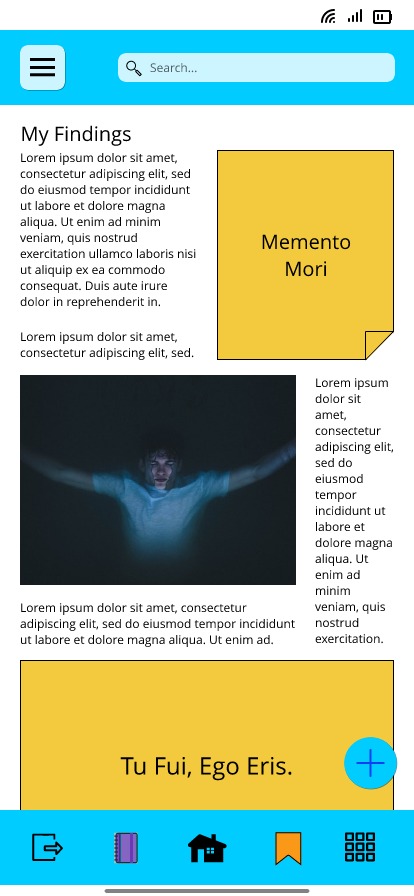 Search...
My Findings
Lorem ipsum dolor sit amet,
consectetur adipiscing elit, sed
do eiusmod tempor incididunt
ut labore et dolore magna
aliqua. Ut enim ad minim
veniam, quis nostrud
exercitation ullamco laboris nisi
ut aliquip ex ea commodo
consequat. Duis aute irure
dolor in reprehenderit in.
Lorem ipsum dolor sit amet,
consectetur adipiscing elit, sed.
Memento
Mori
Lorem ipsum
dolor sit
amet,
consectetur
adipiscing elit,
sed do
eiusmod
tempor
incididunt ut
labore et
dolore magna
aliqua. Ut
enim ad
minim
veniam, quis
nostrud
exercitation.
Lorem ipsum dolor sit amet, consectetur
adipiscing elit, sed do eiusmod tempor incididunt
ut labore et dolore magna aliqua. Ut enim ad.
Tu Fui, Ego Eris.